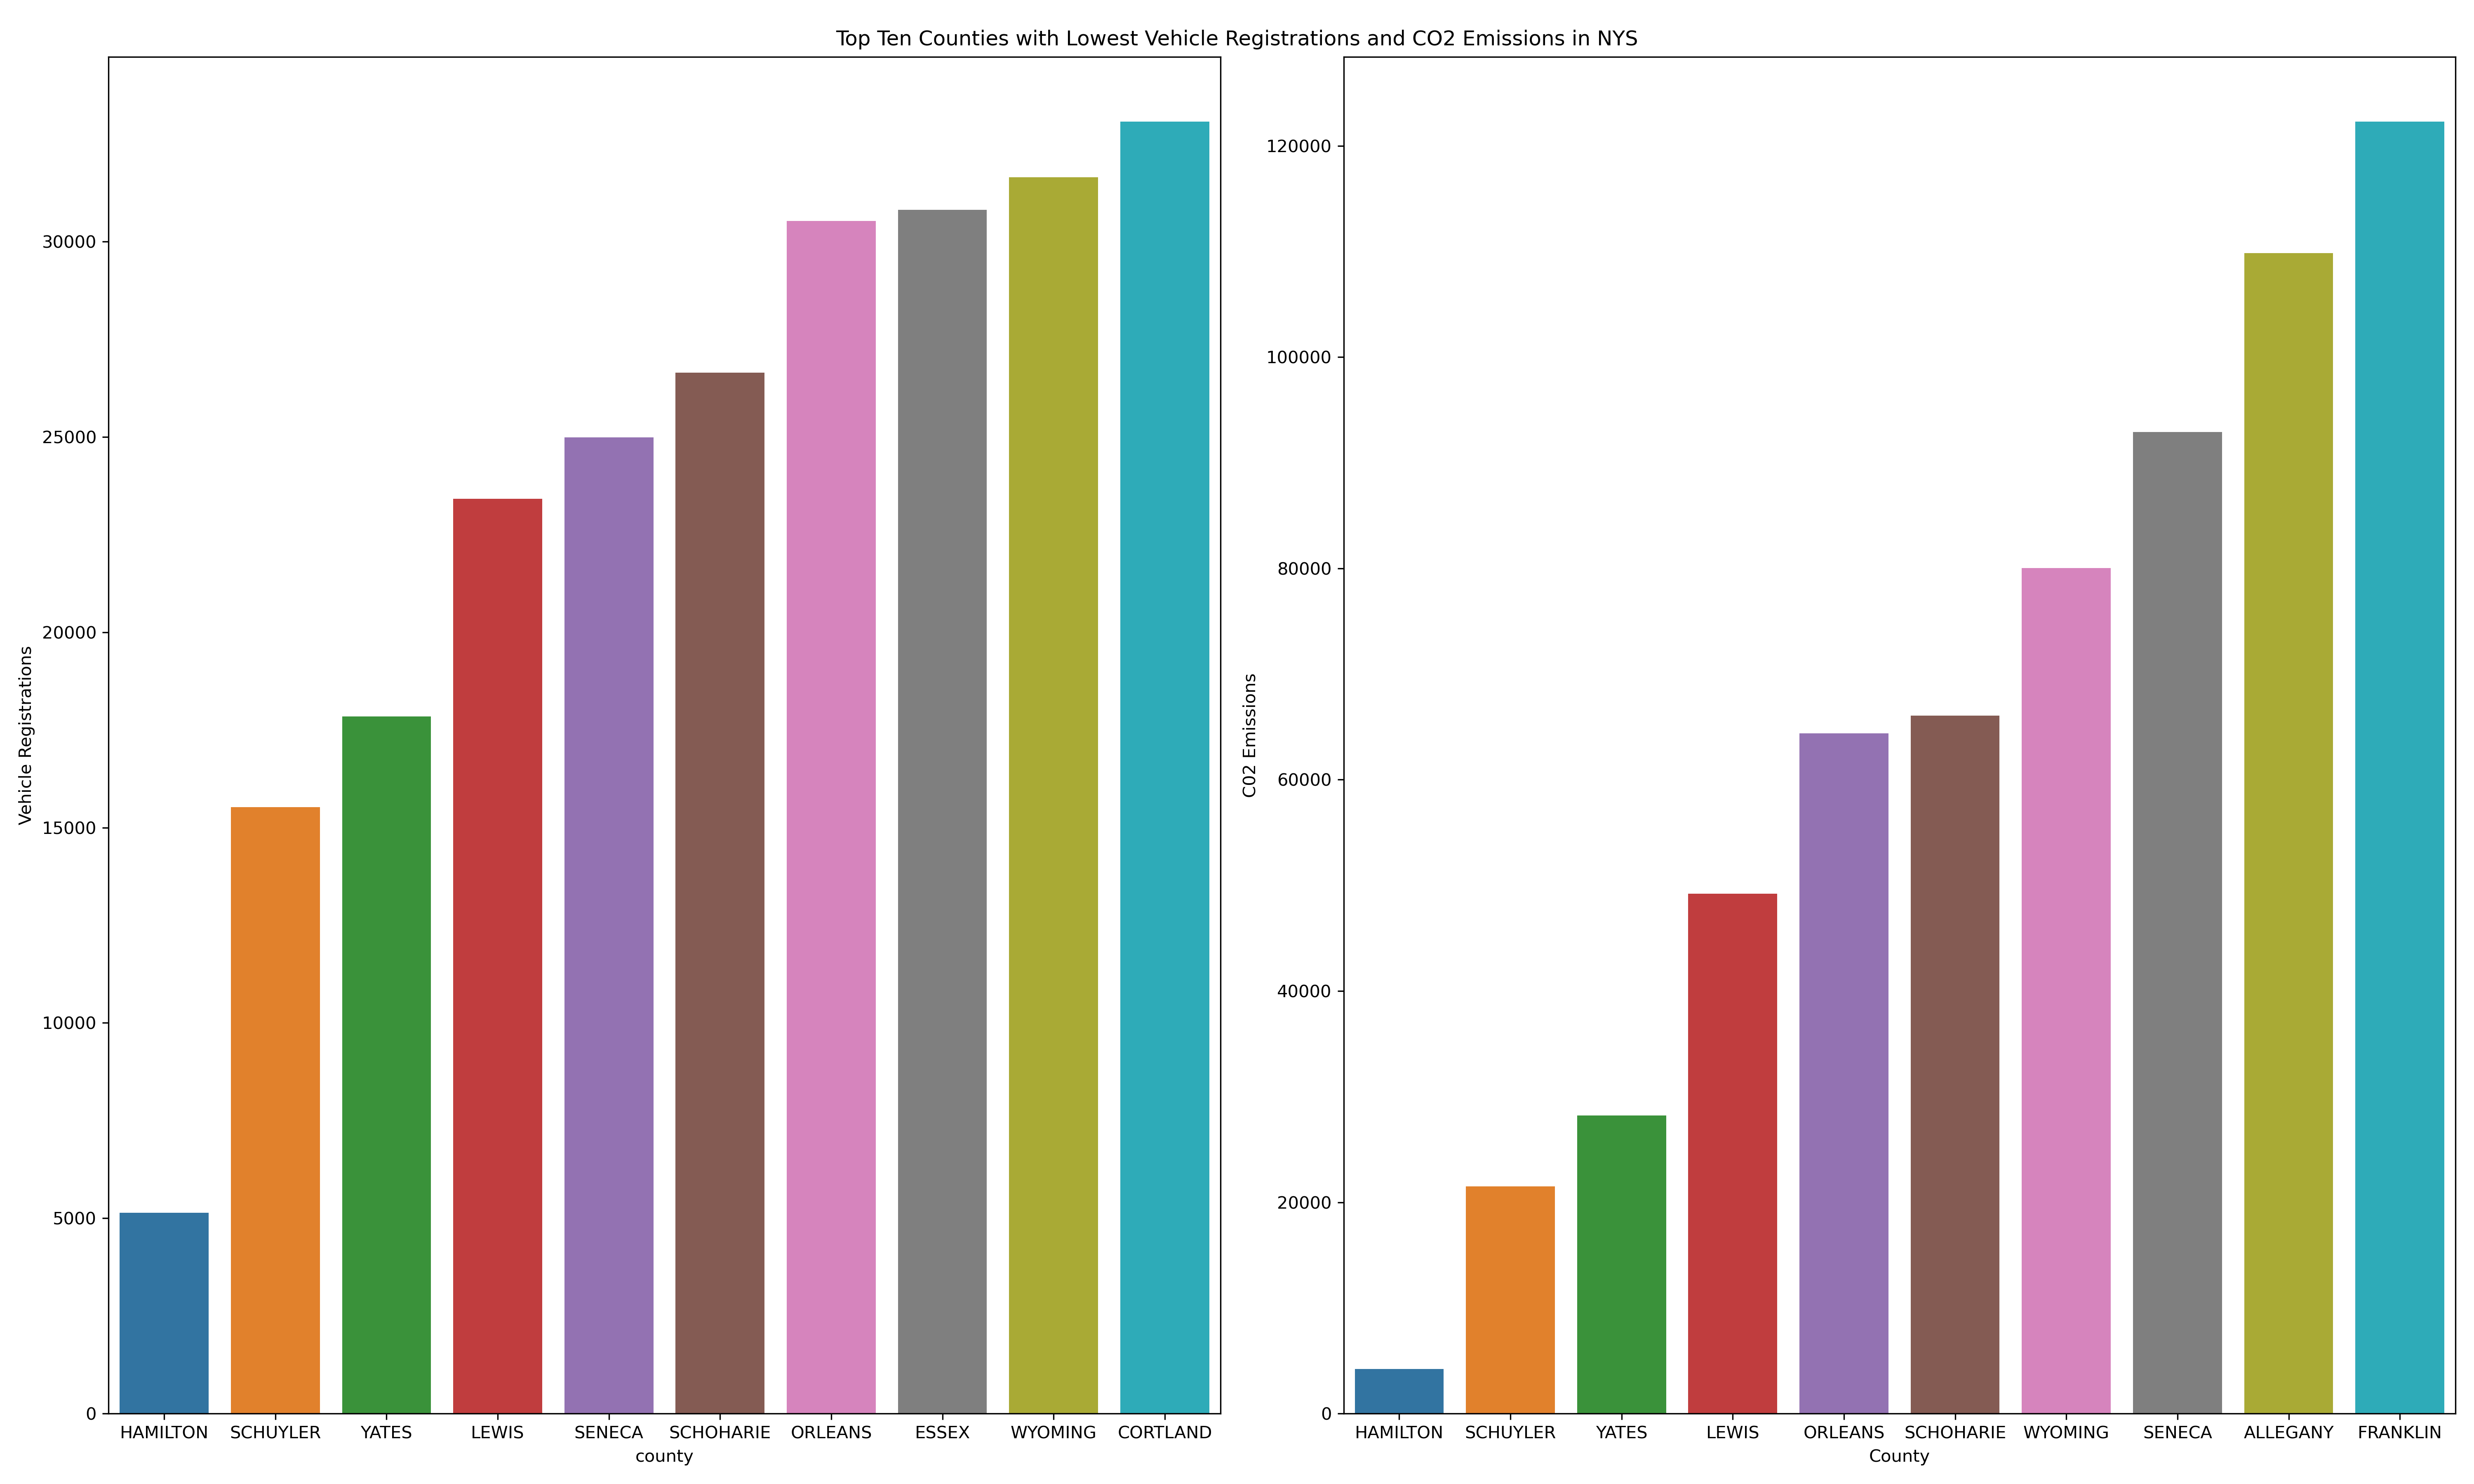 Top Ten Counties with Lowest Vehicle Registrations and CO2 Emissions in NYS
Vehicle Registrations
30000
25000
20000
15000
10000
5000
0
HAMILTON SCHUYLER YATES LEWIS SENECA SCHOHARIE ORLEANS ESSEX WYOMING CORTLAND
county
C02 Emissions
120000
100000
80000
60000
40000
20000
0
HAMILTON SCHUYLER YATES LEWIS ORLEANS SCHOHARIE WYOMING SENECA ALLEGANY FRANKLIN
County